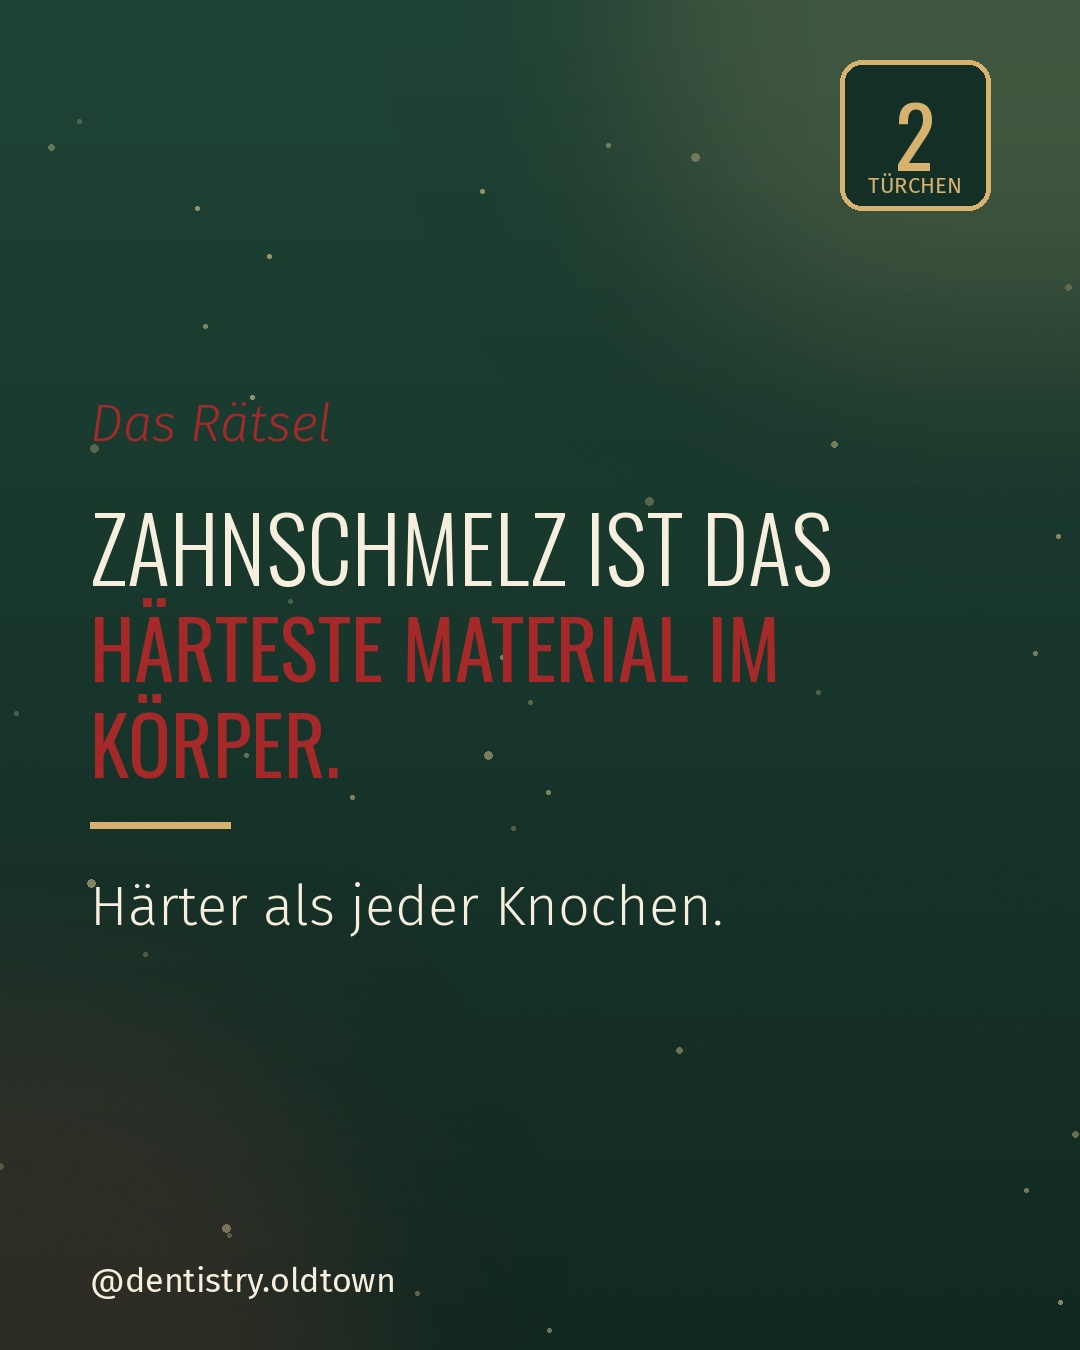 2
TÜRCHEN
Das Rätsel
ZAHNSCHMELZ IST DAS
HÄRTESTE MATERIAL IM
KÖRPER.
Härter als jeder Knochen.
@dentistry.oldtown